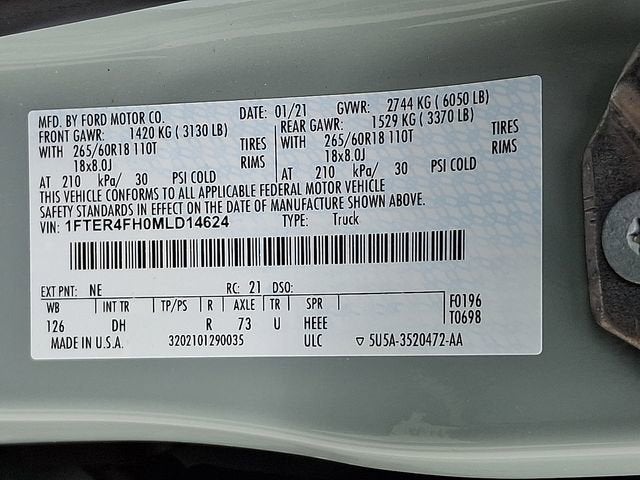 MFD. BY FORD MOTOR CO. DATE: 01/21 GVWR: 2744 KG ( 6050 LB)
FRONT GAWR: 1420 KG ( 3130 LB) REAR GAWR: 1529 KG ( 3370 LB)
WITH 265/60R18 110T TIRES WITH 265/60R18 110T TIRES
18x8.0J RIMS 18x8.0J RIMS
AT 210 kPa/ 30 PSI COLD AT 210 kPa/ 30 PSI COLD
THIS VEHICLE CONFORMS TO ALL APPLICABLE FEDERAL MOTOR VEHICLE
SAFETY STANDARDS IN EFFECT ON THE DATE OF MANUFACTURE SHOWN ABOVE.
VIN: 1FTER4FH0MLD14624 TYPE: Truck
EXT PNT: NE RC: 21 DSO:
WB INT TR TP/PS R AXLE TR SPR F0196
126 DH R 73 U HEEE T0698
MADE IN U.S.A. 3202101290035 ULC ▽ 5U5A-3520472-AA